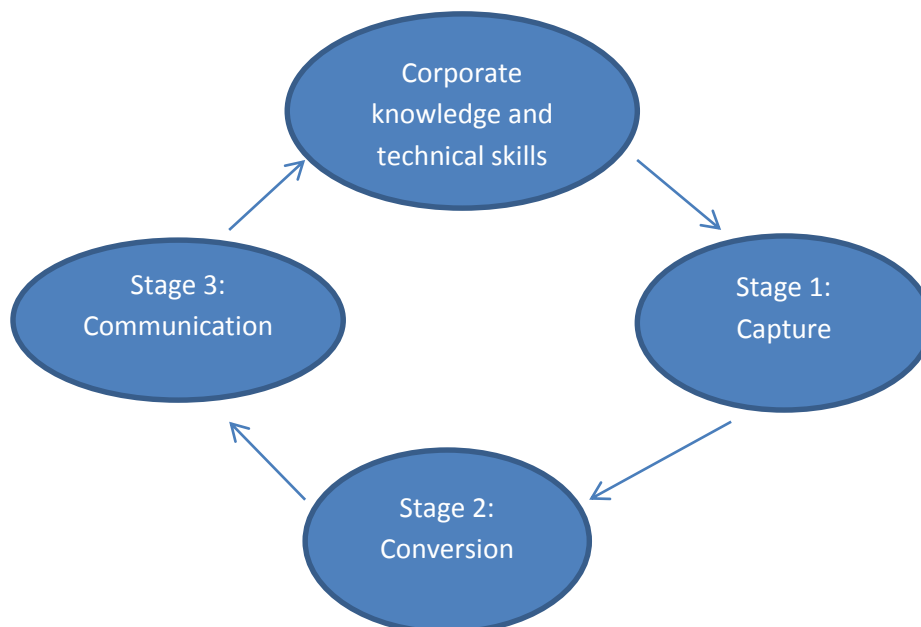 Corporate
knowledge and
technical skills
Stage 3:
Communication
Stage 1:
Capture
Stage 2:
Conversion